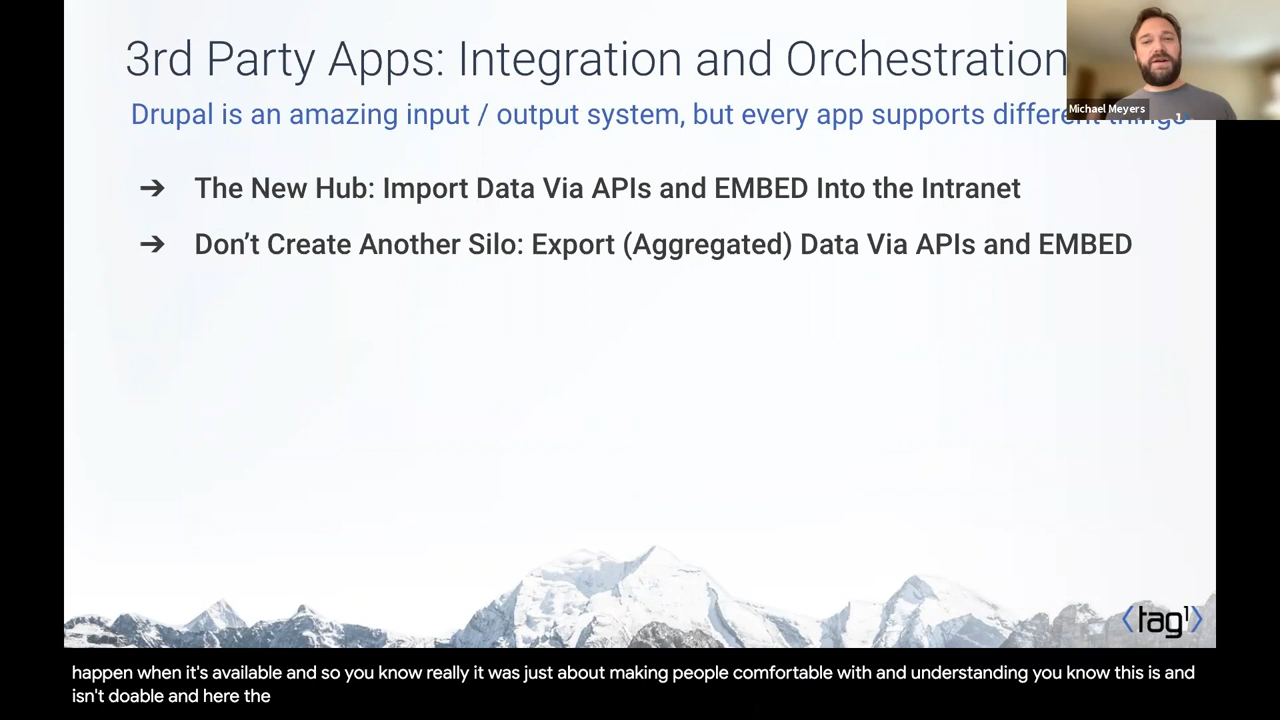 3rd Party Apps: Integration and Orchestration
Michael Meyers
Drupal is an amazing input / output system, but every app supports different things
➔ The New Hub: Import Data Via APIs and EMBED Into the Intranet
➔ Don’t Create Another Silo: Export (Aggregated) Data Via APIs and EMBED
⟨tag1⟩
happen when it's available and so you know really it was just about making people comfortable with and understanding you know this is and
isn't doable and here the